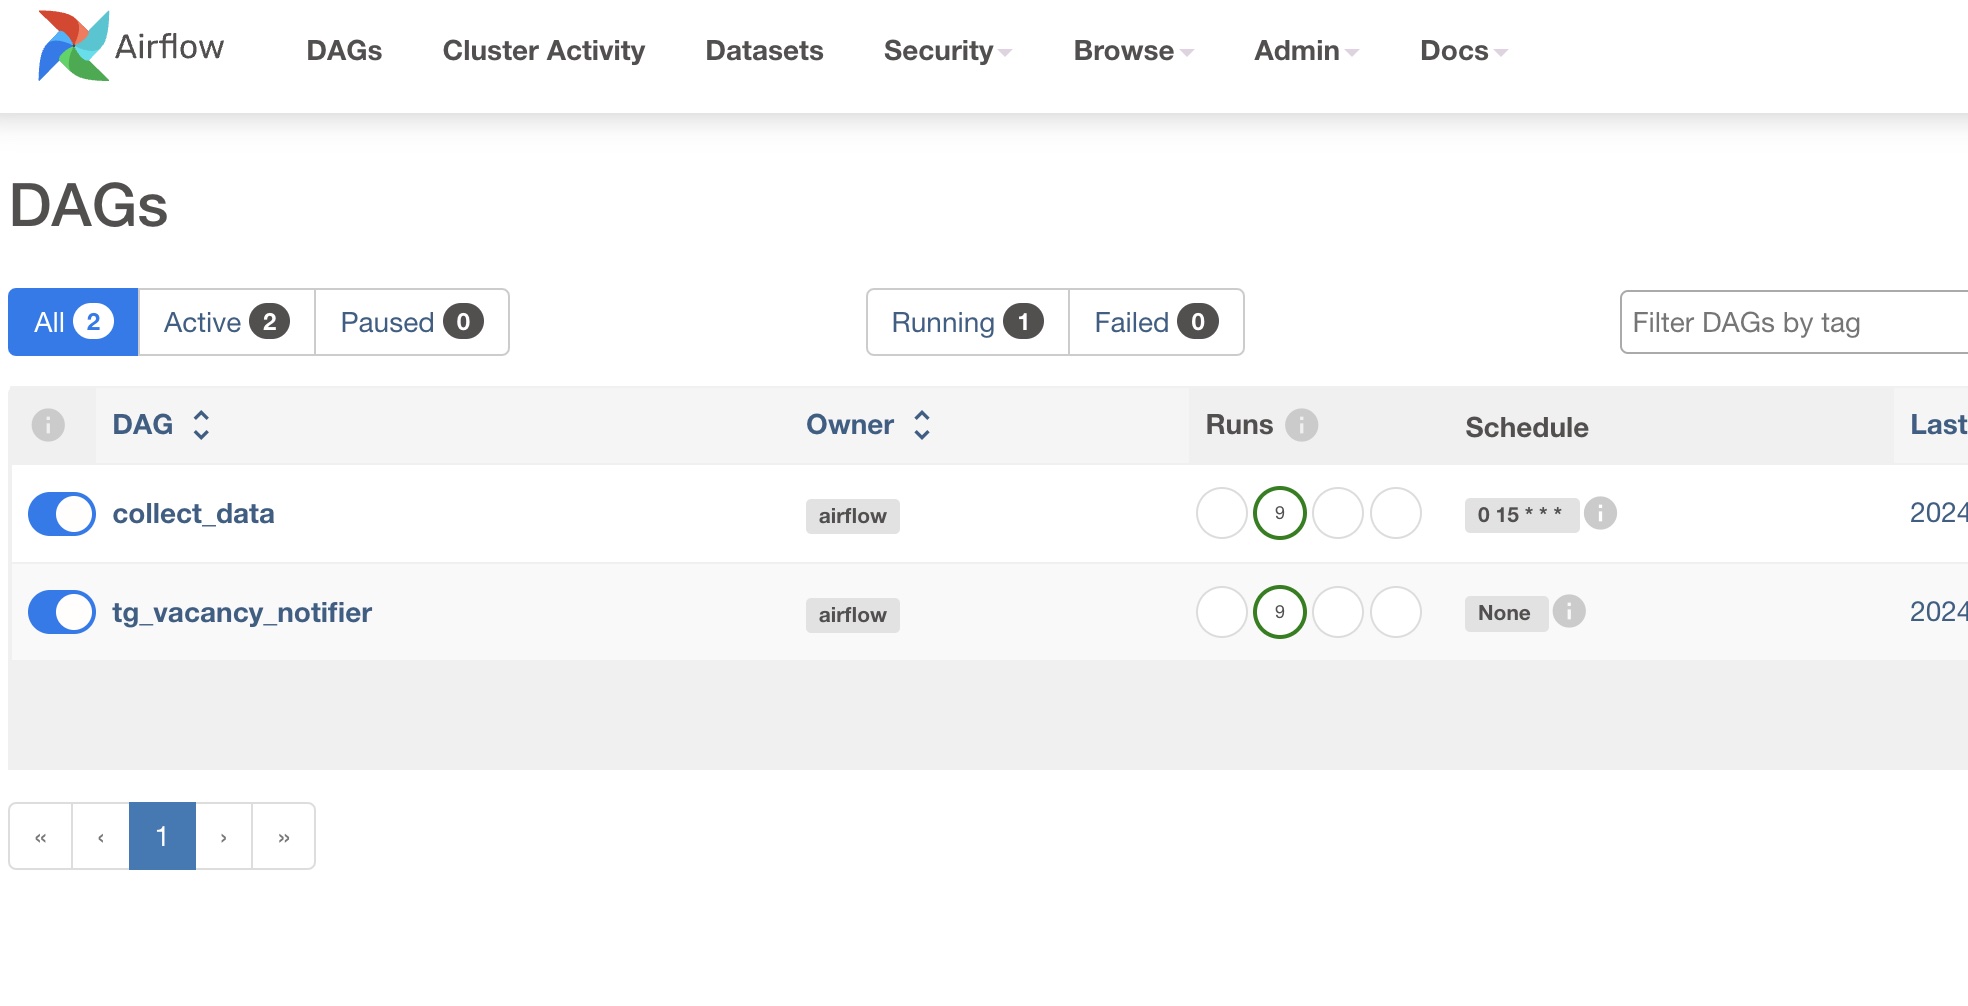 Airflow DAGs Cluster Activity Datasets Security Browse Admin Docs
DAGs
All 2 Active 2 Paused 0 Running 1 Failed 0 Filter DAGs by tag
i DAG Owner Runs i Schedule Last
collect_data airflow 9 0 15 * * * i 2024
tg_vacancy_notifier airflow 9 None i 2024
« ‹ 1 › »